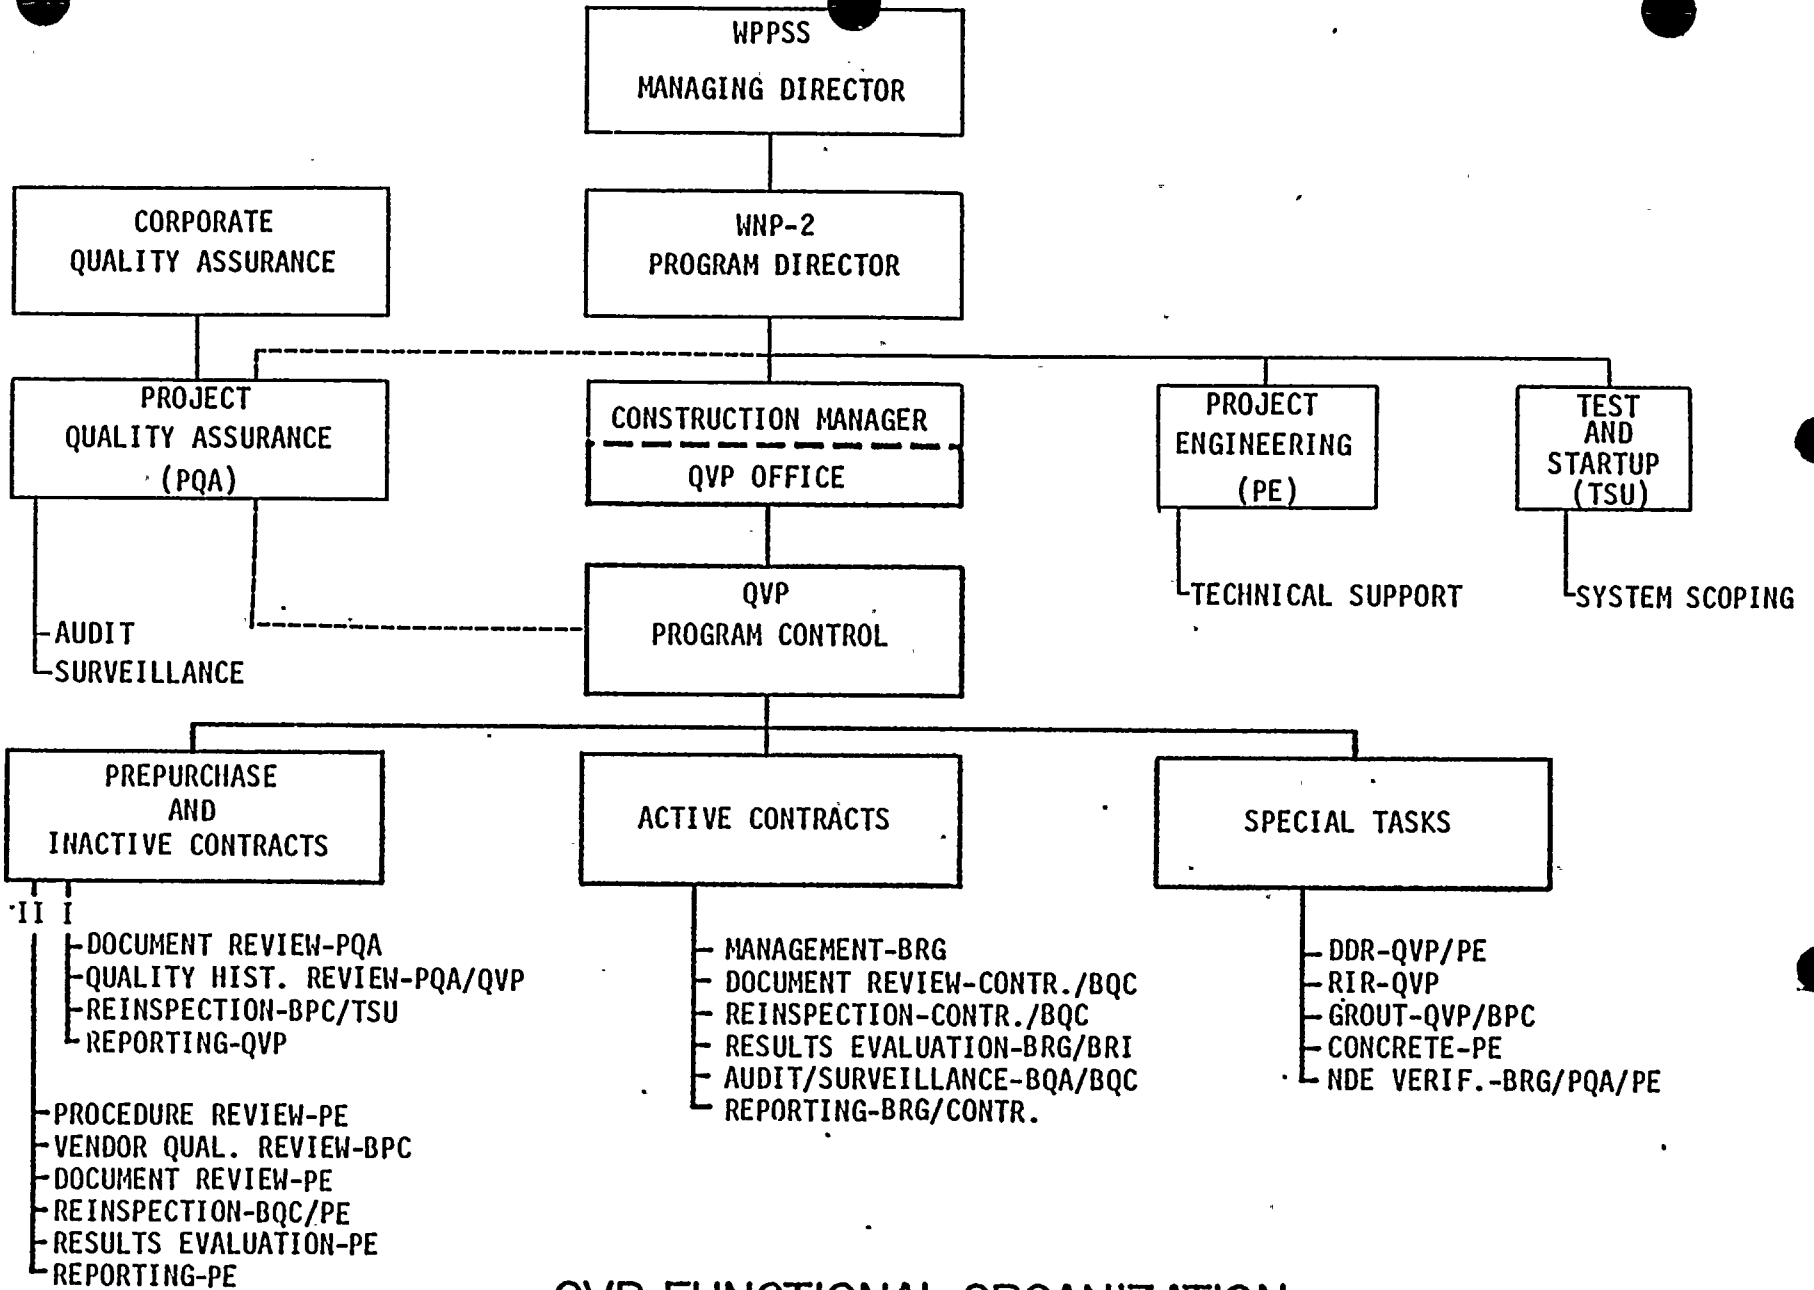 WPPSS
MANAGING DIRECTOR
CORPORATE
QUALITY ASSURANCE
WNP-2
PROGRAM DIRECTOR
PROJECT
QUALITY ASSURANCE
(PQA)
CONSTRUCTION MANAGER
QVP OFFICE
PROJECT
ENGINEERING
(PE)
TEST
AND
STARTUP
(TSU)
AUDIT
SURVEILLANCE
QVP
PROGRAM CONTROL
TECHNICAL SUPPORT
SYSTEM SCOPING
PREPURCHASE
AND
INACTIVE CONTRACTS
ACTIVE CONTRACTS
SPECIAL TASKS
II I
DOCUMENT REVIEW-PQA
QUALITY HIST. REVIEW-PQA/QVP
REINSPECTION-BPC/TSU
REPORTING-QVP
PROCEDURE REVIEW-PE
VENDOR QUAL. REVIEW-BPC
DOCUMENT REVIEW-PE
REINSPECTION-BQC/PE
RESULTS EVALUATION-PE
REPORTING-PE
MANAGEMENT-BRG
DOCUMENT REVIEW-CONTR./BQC
REINSPECTION-CONTR./BQC
RESULTS EVALUATION-BRG/BRI
AUDIT/SURVEILLANCE-BQA/BQC
REPORTING-BRG/CONTR.
DDR-QVP/PE
RIR-QVP
GROUT-QVP/BPC
CONCRETE-PE
NDE VERIF.-BRG/PQA/PE
QVP FUNCTIONAL ORGANIZATION